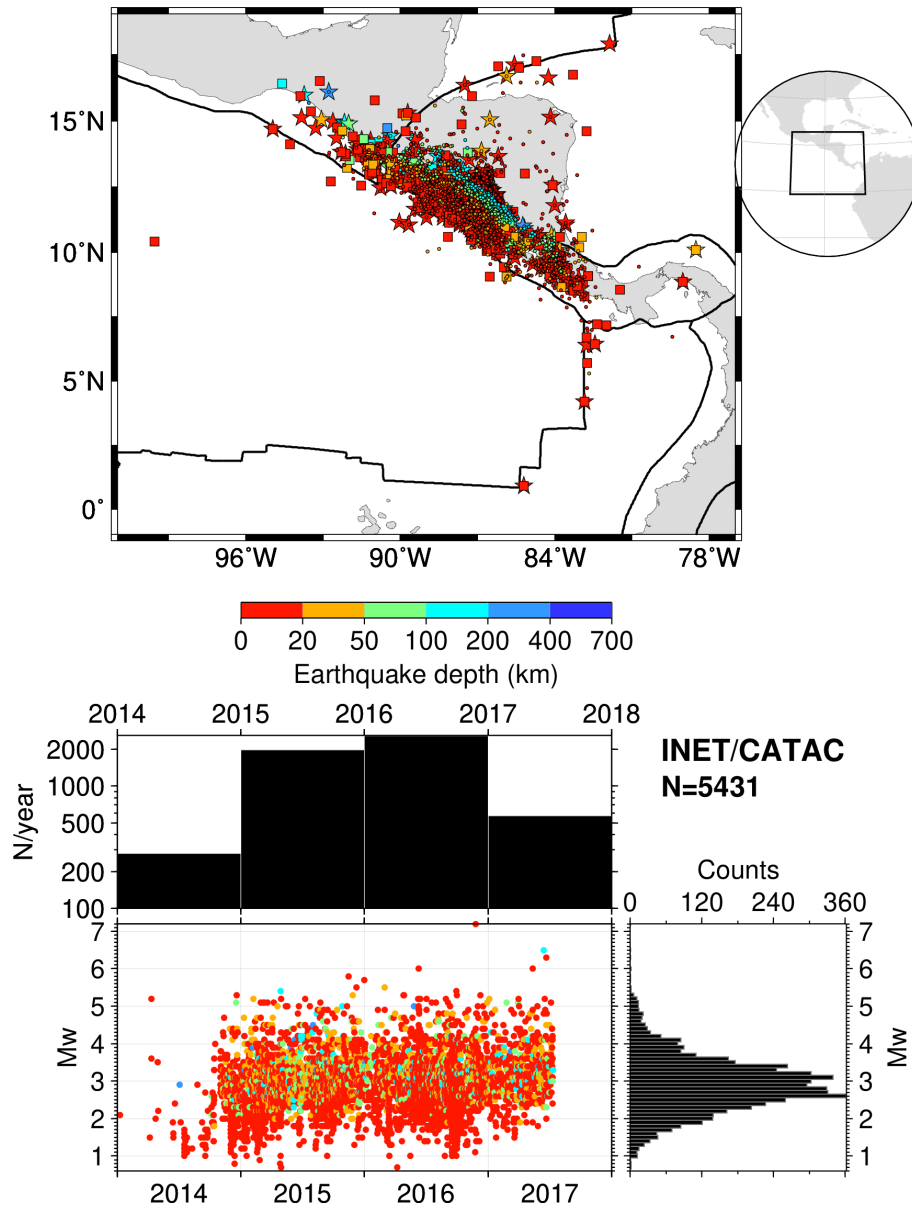 15°N
10°N
5°N
0°
96°W 90°W 84°W 78°W
0 20 50 100 200 400 700
Earthquake depth (km)
2014 2015 2016 2017 2018
N/year
2000
1000
500
200
100
INET/CATAC
N=5431
Counts
0 120 240 360
Mw
7
6
5
4
3
2
1
2014 2015 2016 2017
7
6
5
4
3
2
1
Mw